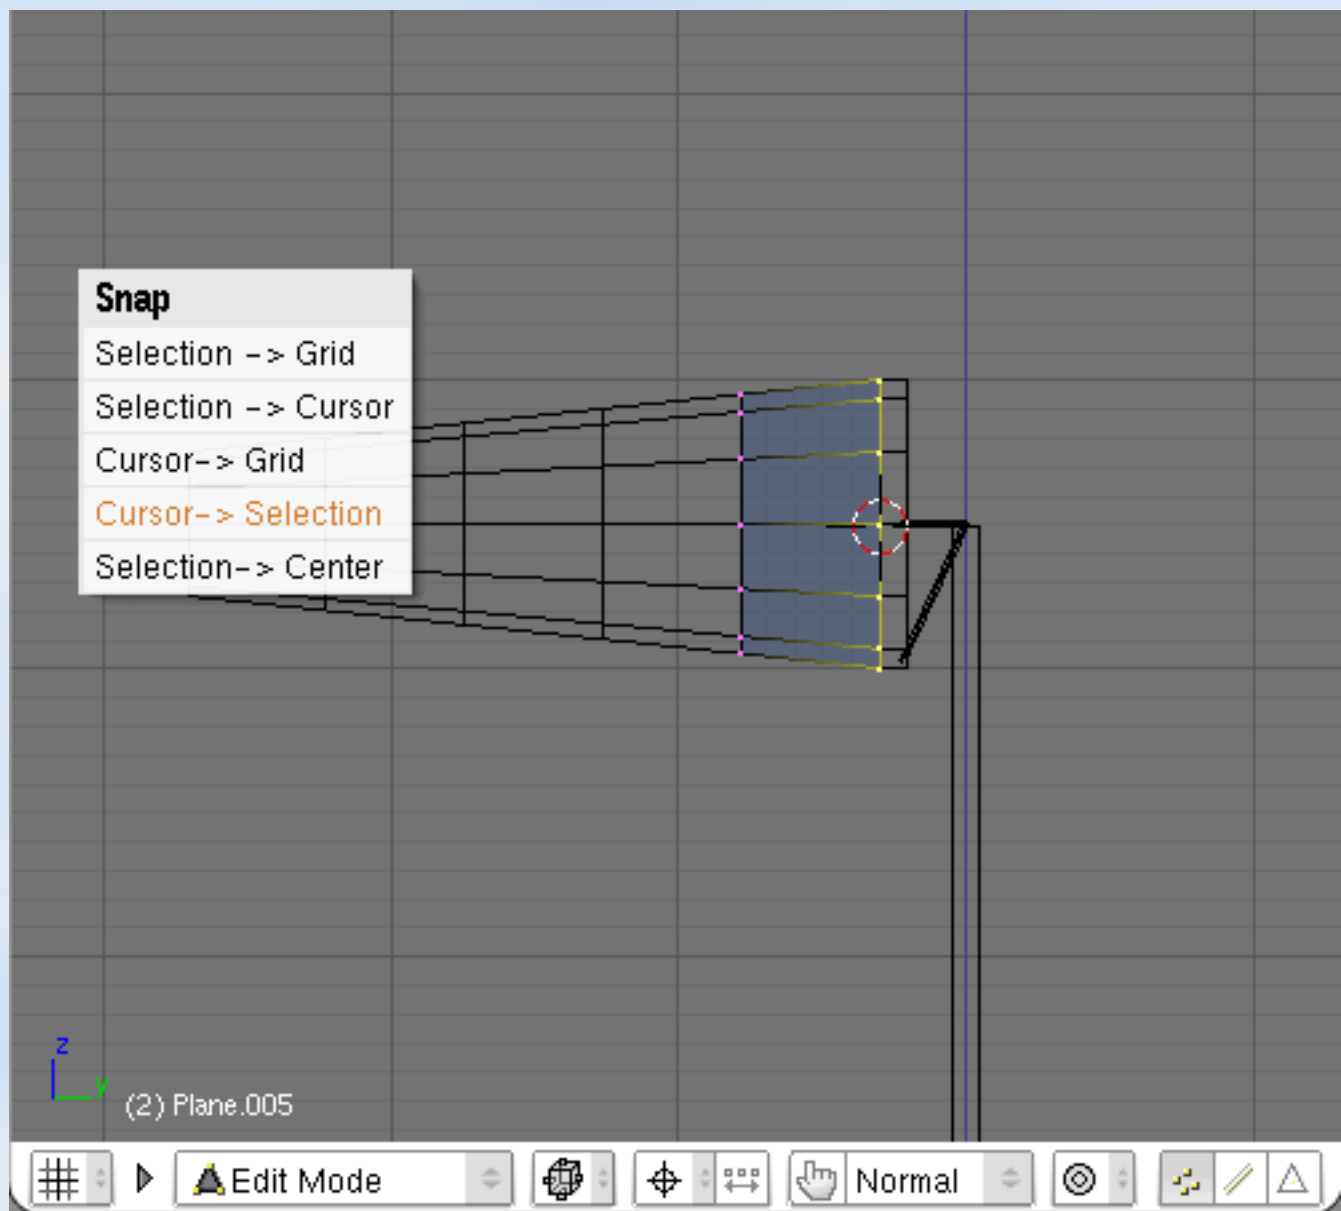 Snap
Selection -> Grid
Selection -> Cursor
Cursor-> Grid
Cursor-> Selection
Selection-> Center
z
y
(2) Plane.005
Edit Mode
Normal